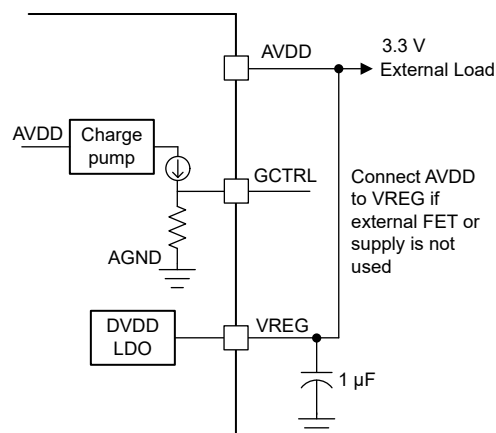 AVDD
3.3 V
External Load
AVDD
Charge
pump
GCTRL
Connect AVDD
to VREG if
external FET or
supply is not
used
AGND
DVDD
LDO
VREG
1 µF